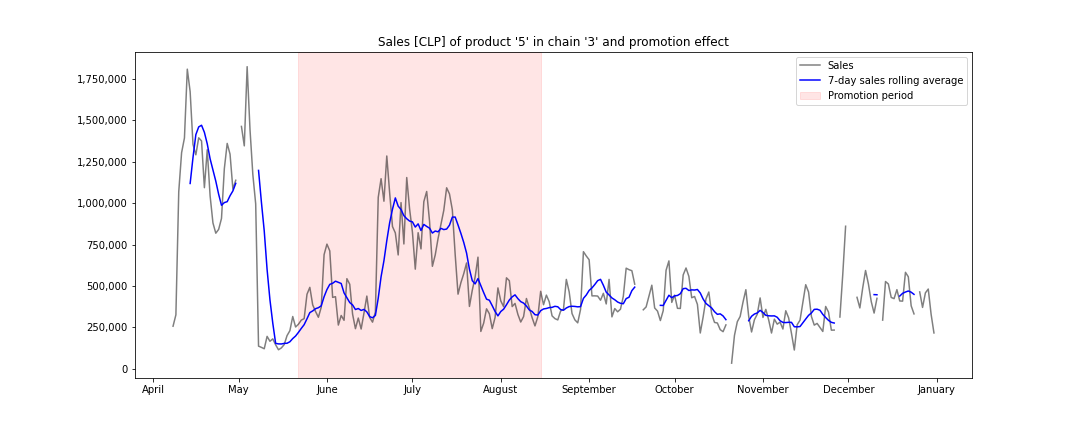 Sales [CLP] of product '5' in chain '3' and promotion effect
Sales
7-day sales rolling average
Promotion period
1,750,000
1,500,000
1,250,000
1,000,000
750,000
500,000
250,000
0
April May June July August September October November December January